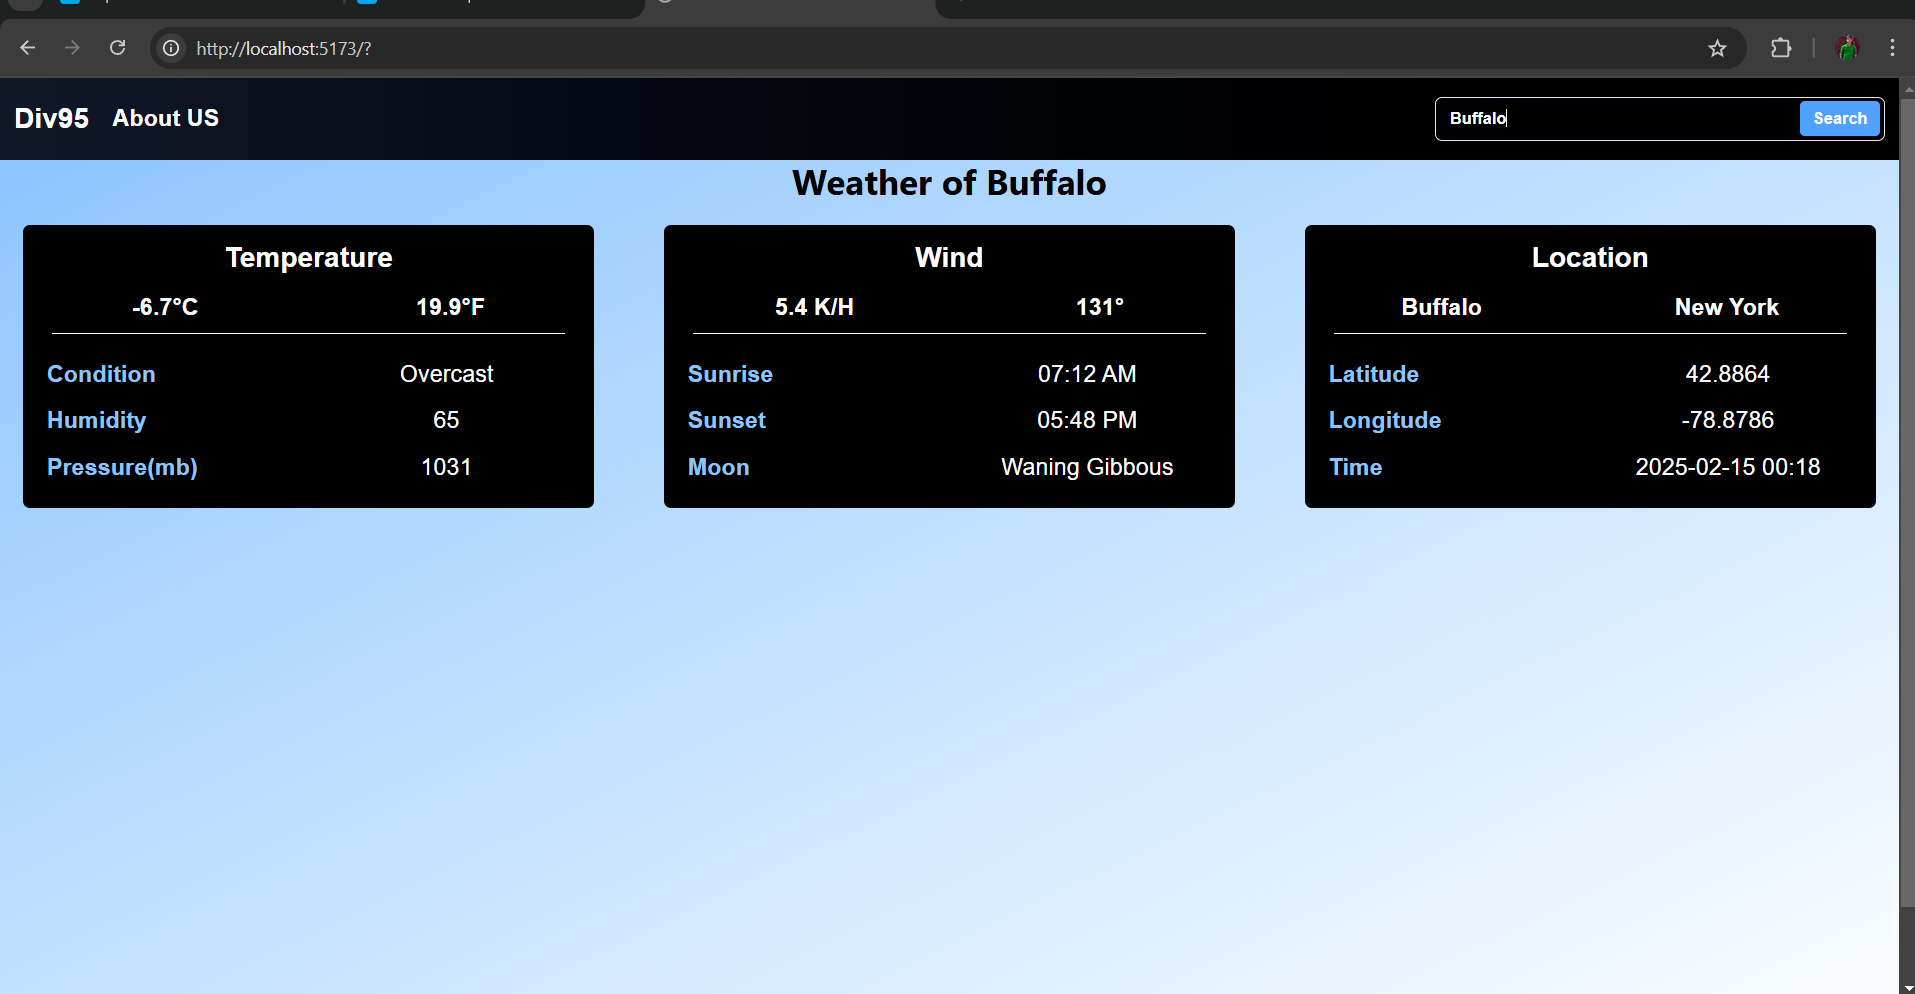 http://localhost:5173/?
Div95 About US Buffalo Search
Weather of Buffalo
Temperature
-6.7°C 19.9°F
Condition Overcast
Humidity 65
Pressure(mb) 1031
Wind
5.4 K/H 131°
Sunrise 07:12 AM
Sunset 05:48 PM
Moon Waning Gibbous
Location
Buffalo New York
Latitude 42.8864
Longitude -78.8786
Time 2025-02-15 00:18